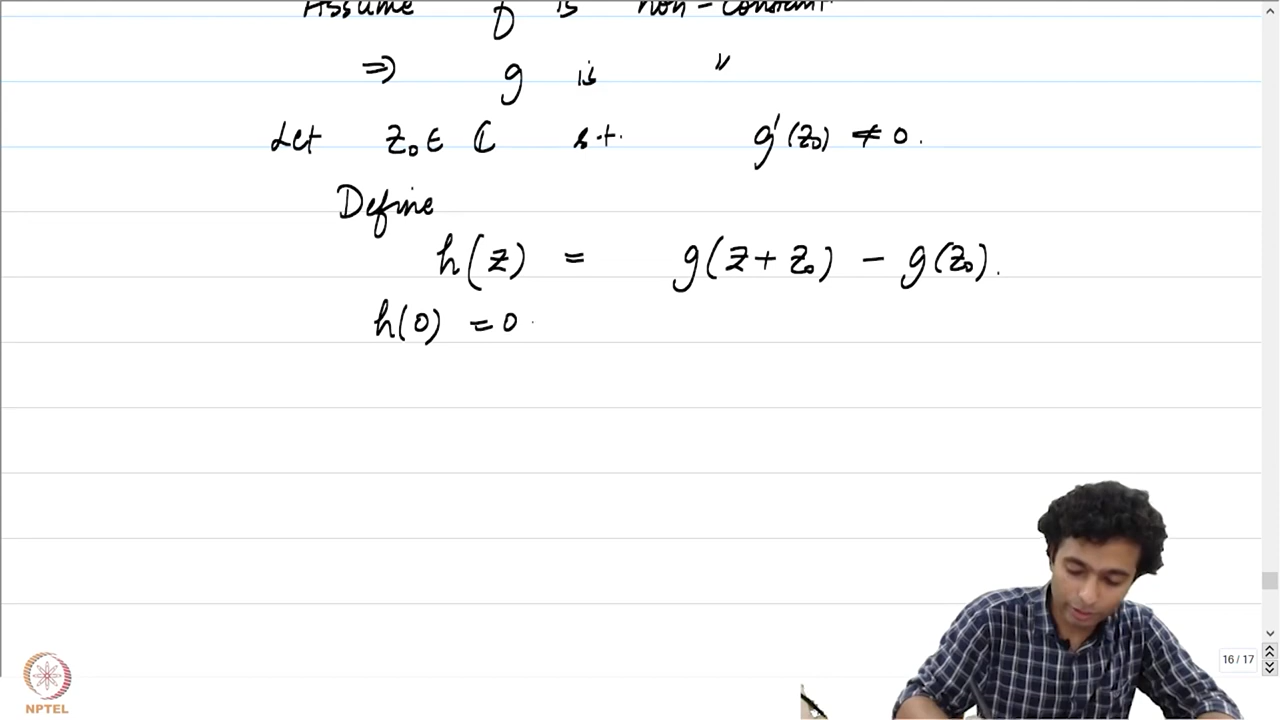 Assume f is non-constant
⇒ g is "
Let z₀ ∈ ℂ s.t. g'(z₀) ≠ 0.
Define
h(z) = g(z + z₀) − g(z₀).
h(0) = 0.
16 / 17
NPTEL